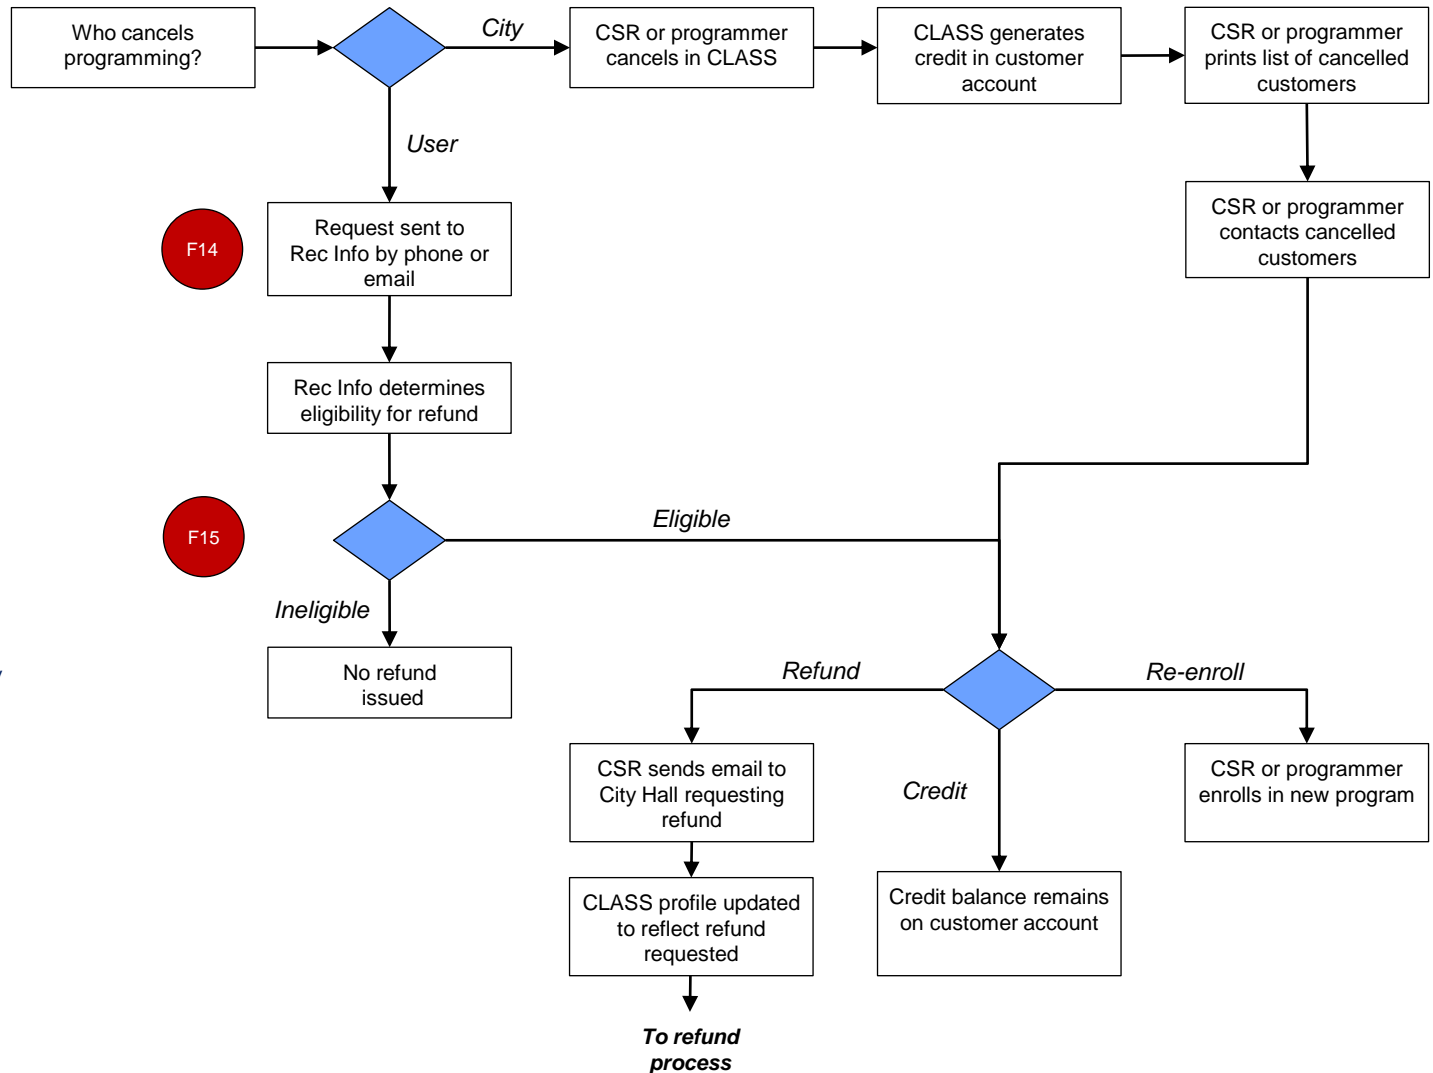 Who cancels
programming?
City
CSR or programmer
cancels in CLASS
CLASS generates
credit in customer
account
CSR or programmer
prints list of cancelled
customers
User
F14
Request sent to
Rec Info by phone or
email
CSR or programmer
contacts cancelled
customers
Rec Info determines
eligibility for refund
F15
Eligible
Ineligible
No refund
issued
Refund
Re-enroll
CSR sends email to
City Hall requesting
refund
Credit
CSR or programmer
enrolls in new program
CLASS profile updated
to reflect refund
requested
Credit balance remains
on customer account
To refund
process